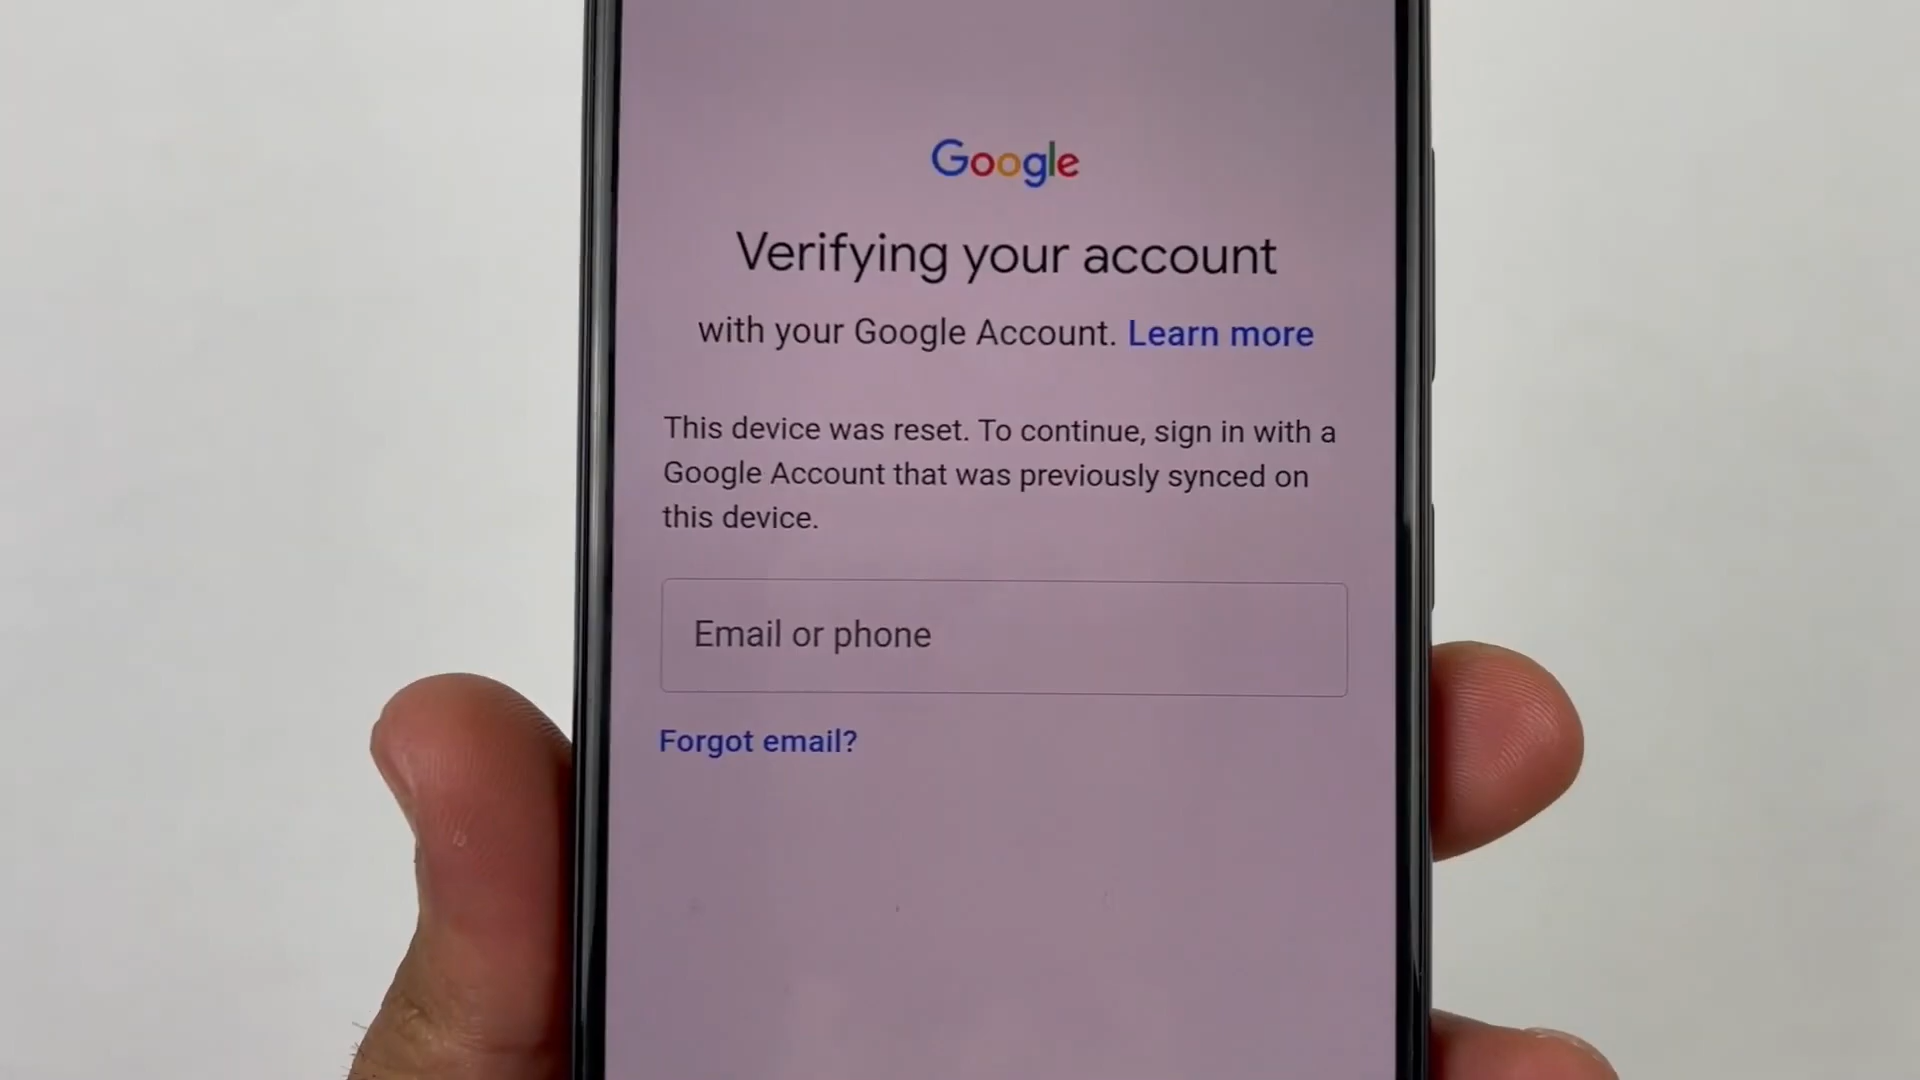 Google
Verifying your account
with your Google Account. Learn more
This device was reset. To continue, sign in with a
Google Account that was previously synced on
this device.
Email or phone
Forgot email?